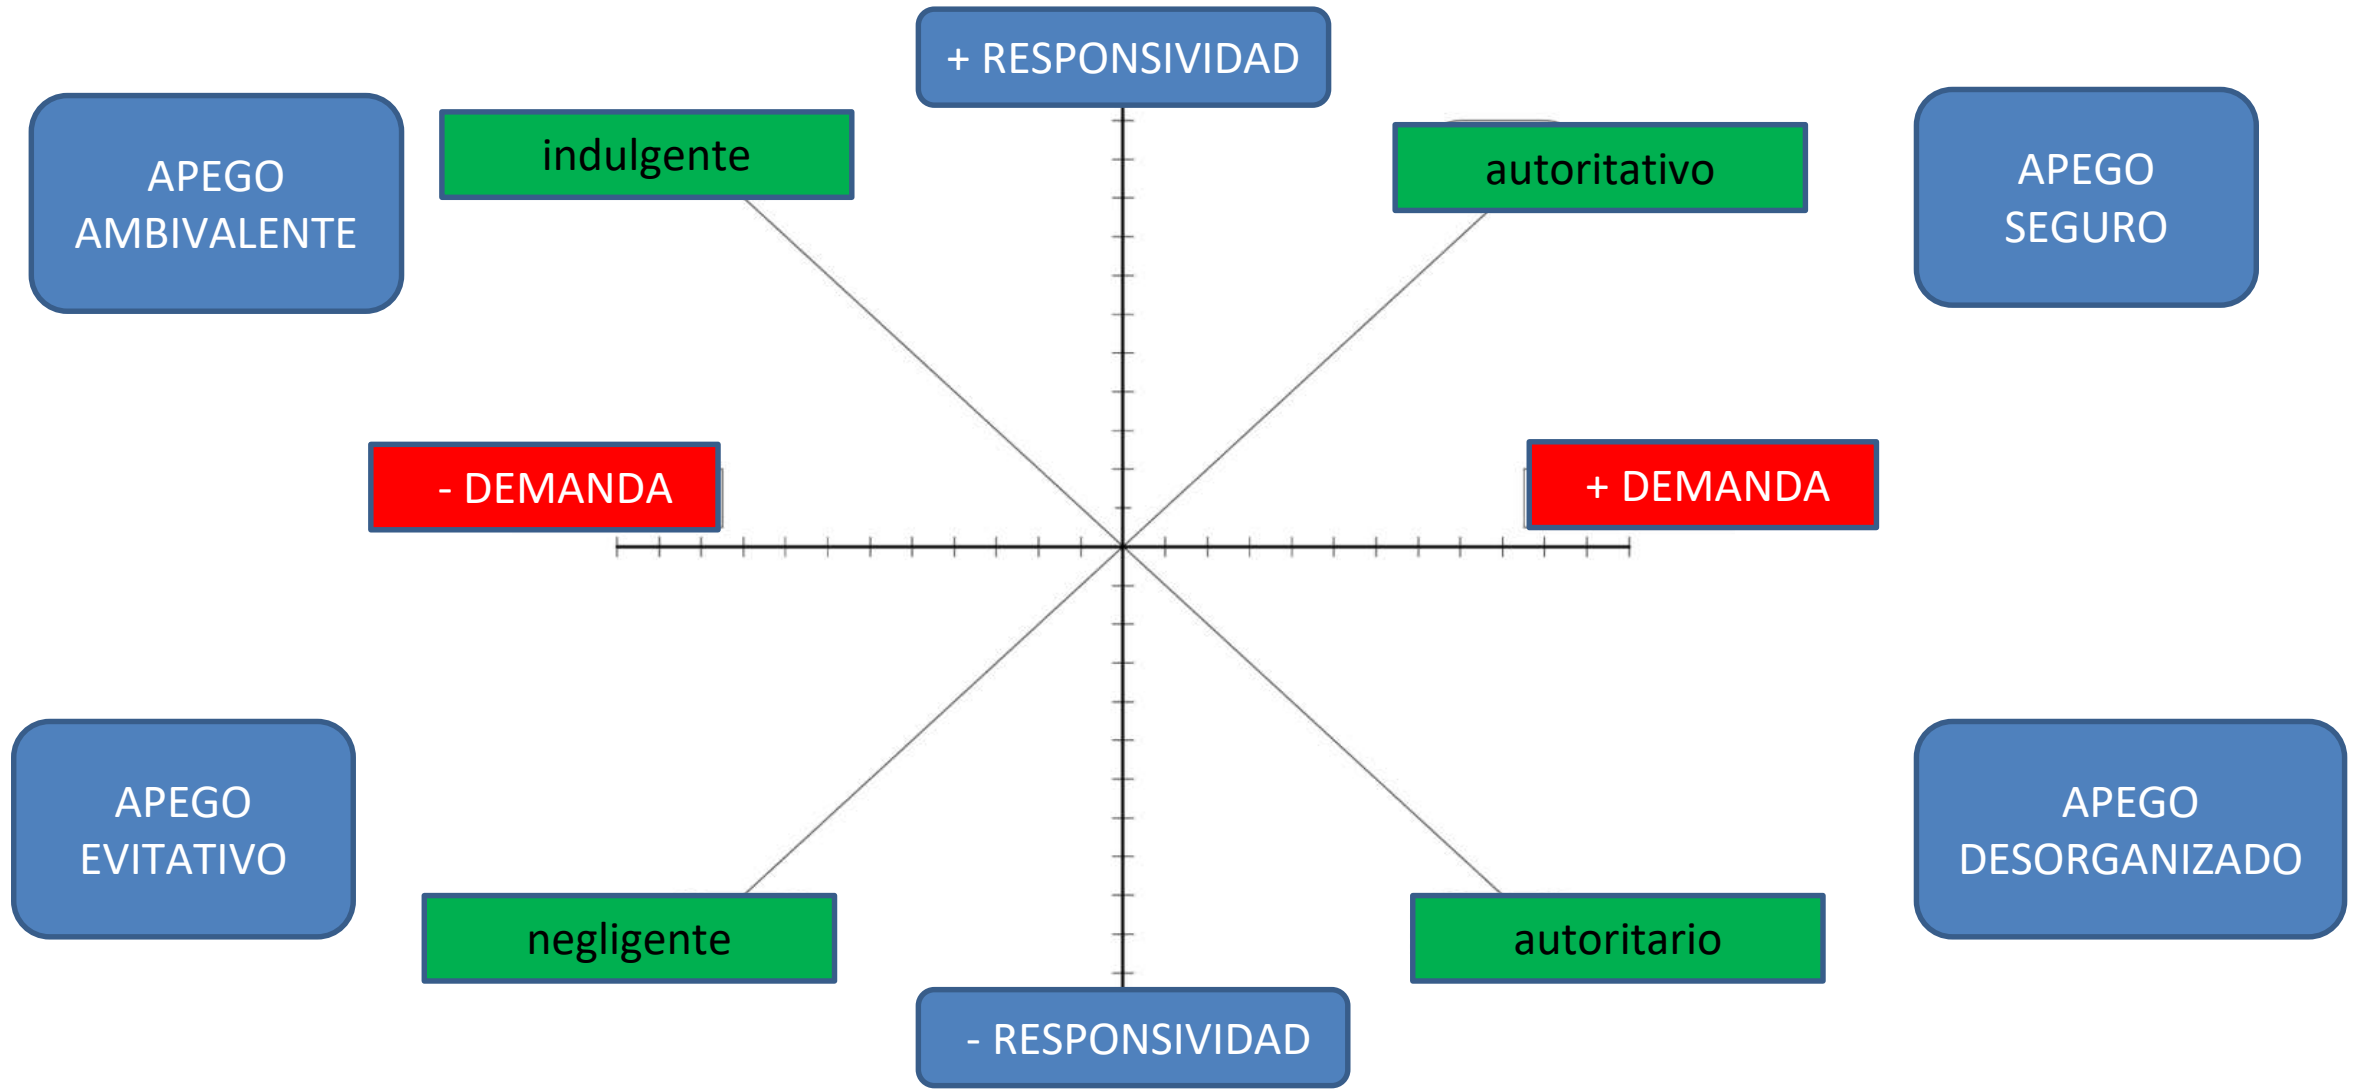 + RESPONSIVIDAD
APEGO
AMBIVALENTE
indulgente
autoritativo
APEGO
SEGURO
- DEMANDA
+ DEMANDA
APEGO
EVITATIVO
negligente
autoritario
APEGO
DESORGANIZADO
- RESPONSIVIDAD